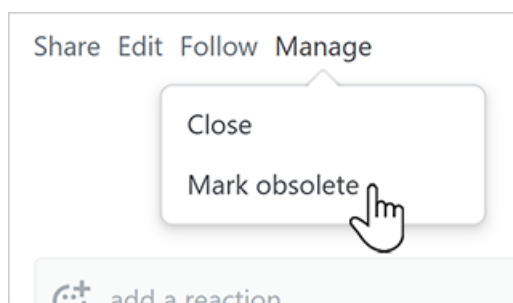 Share Edit Follow Manage
Close
Mark obsolete
add a reaction